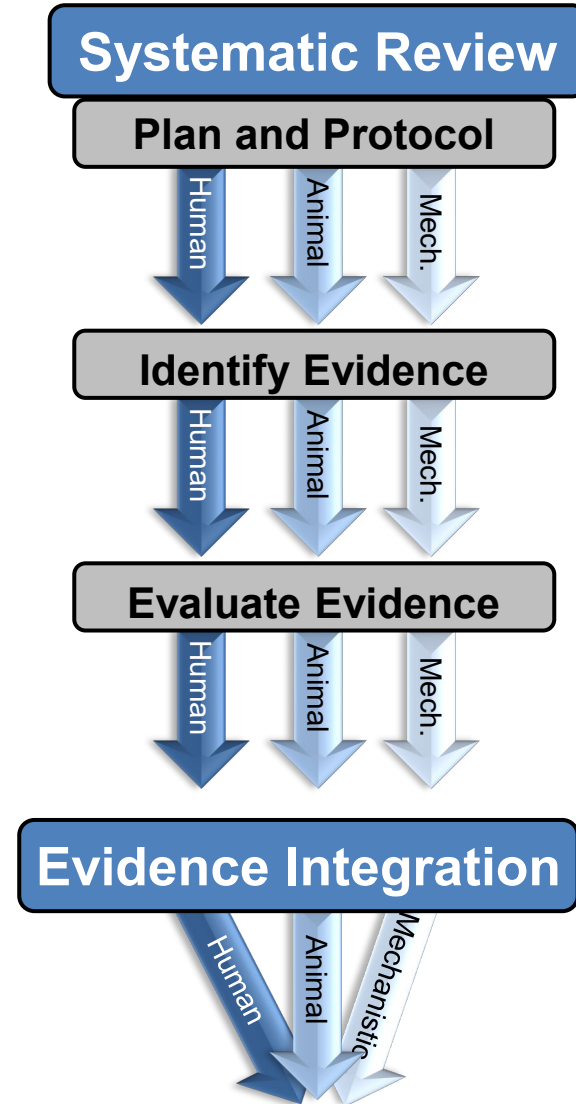 Systematic Review
Plan and Protocol
Human
Animal
Mech.
Identify Evidence
Human
Animal
Mech.
Evaluate Evidence
Human
Animal
Mech.
Evidence Integration
Human
Animal
Mechanistic